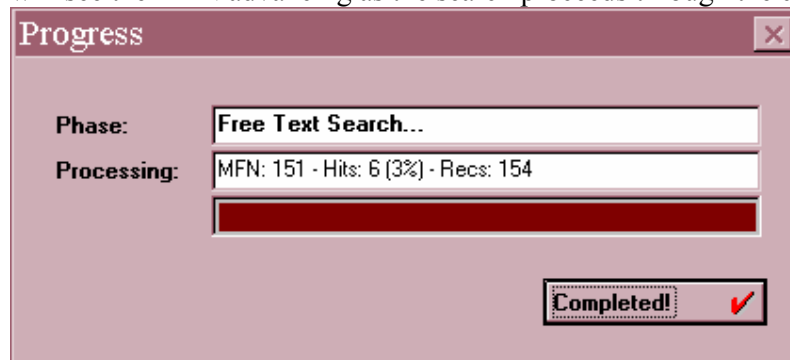 Progress
Phase: Free Text Search...
Processing: MFN: 151 - Hits: 6 (3%) - Recs: 154
Completed!